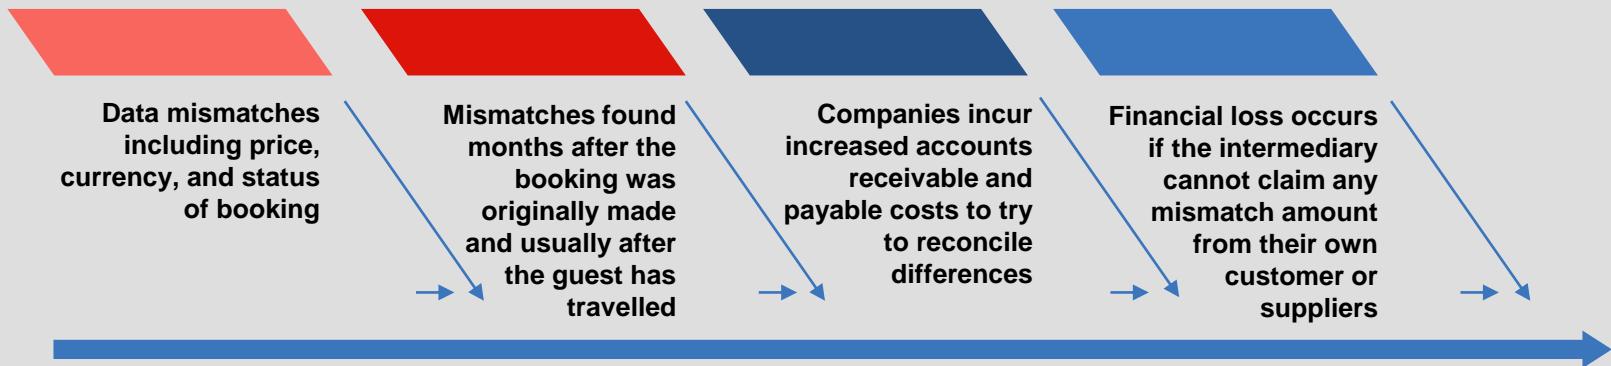 Data mismatches
including price,
currency, and status
of booking
Mismatches found
months after the
booking was
originally made
and usually after
the guest has
travelled
Companies incur
increased accounts
receivable and
payable costs to try
to reconcile
differences
Financial loss occurs
if the intermediary
cannot claim any
mismatch amount
from their own
customer or
suppliers